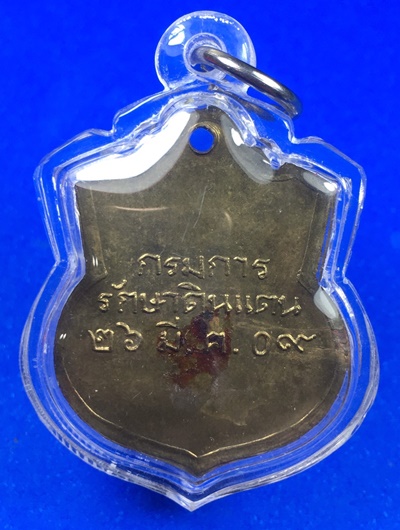 กรมการ
รักษาดินแดน
๒๖ มี.ค. ๐๙